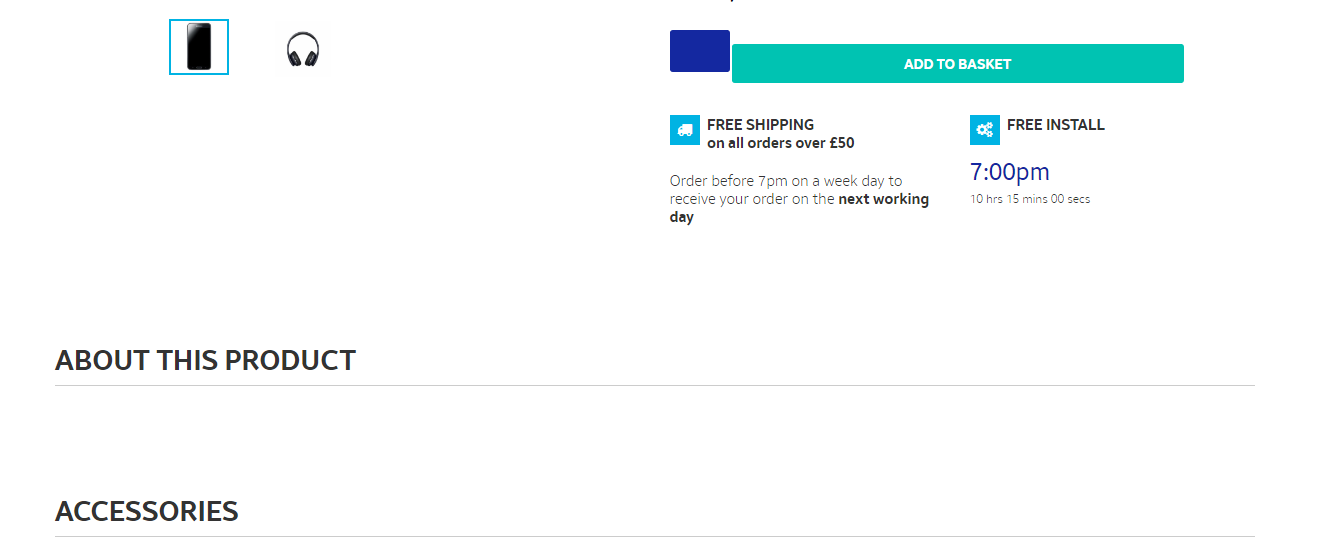 ADD TO BASKET
FREE SHIPPING
on all orders over £50
Order before 7pm on a week day to
receive your order on the next working
day
FREE INSTALL
7:00pm
10 hrs 15 mins 00 secs
ABOUT THIS PRODUCT
ACCESSORIES